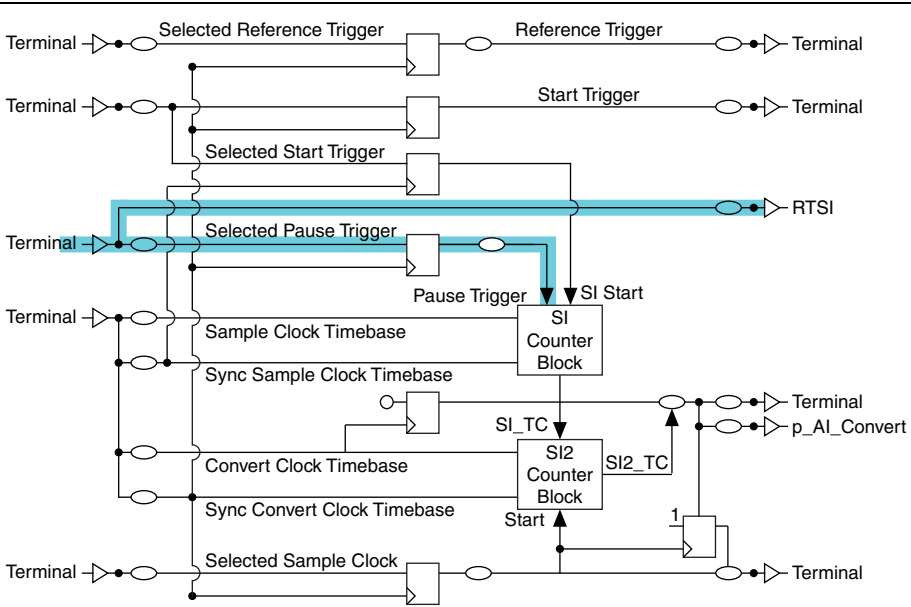 Terminal
Selected Reference Trigger
Reference Trigger
Terminal
Terminal
Start Trigger
Terminal
Selected Start Trigger
RTSI
Terminal
Selected Pause Trigger
Pause Trigger
SI Start
Terminal
Sample Clock Timebase
SI
Counter
Block
Sync Sample Clock Timebase
Terminal
SI_TC
p_AI_Convert
Convert Clock Timebase
SI2
Counter
Block
SI2_TC
Sync Convert Clock Timebase
Start
1
Terminal
Selected Sample Clock
Terminal